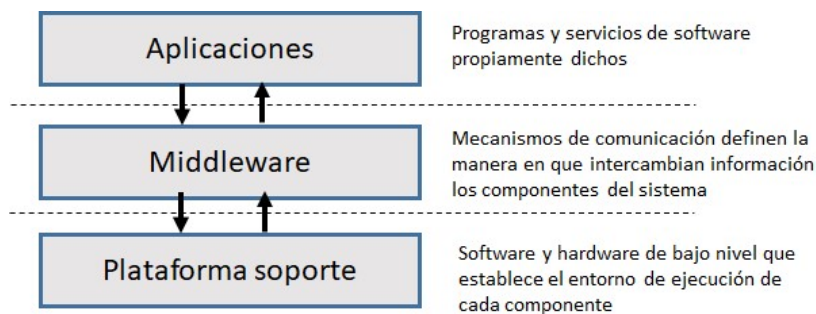 Aplicaciones
Programas y servicios de software
propiamente dichos
Middleware
Mecanismos de comunicación definen la
manera en que intercambian información
los componentes del sistema
Plataforma soporte
Software y hardware de bajo nivel que
establece el entorno de ejecución de
cada componente